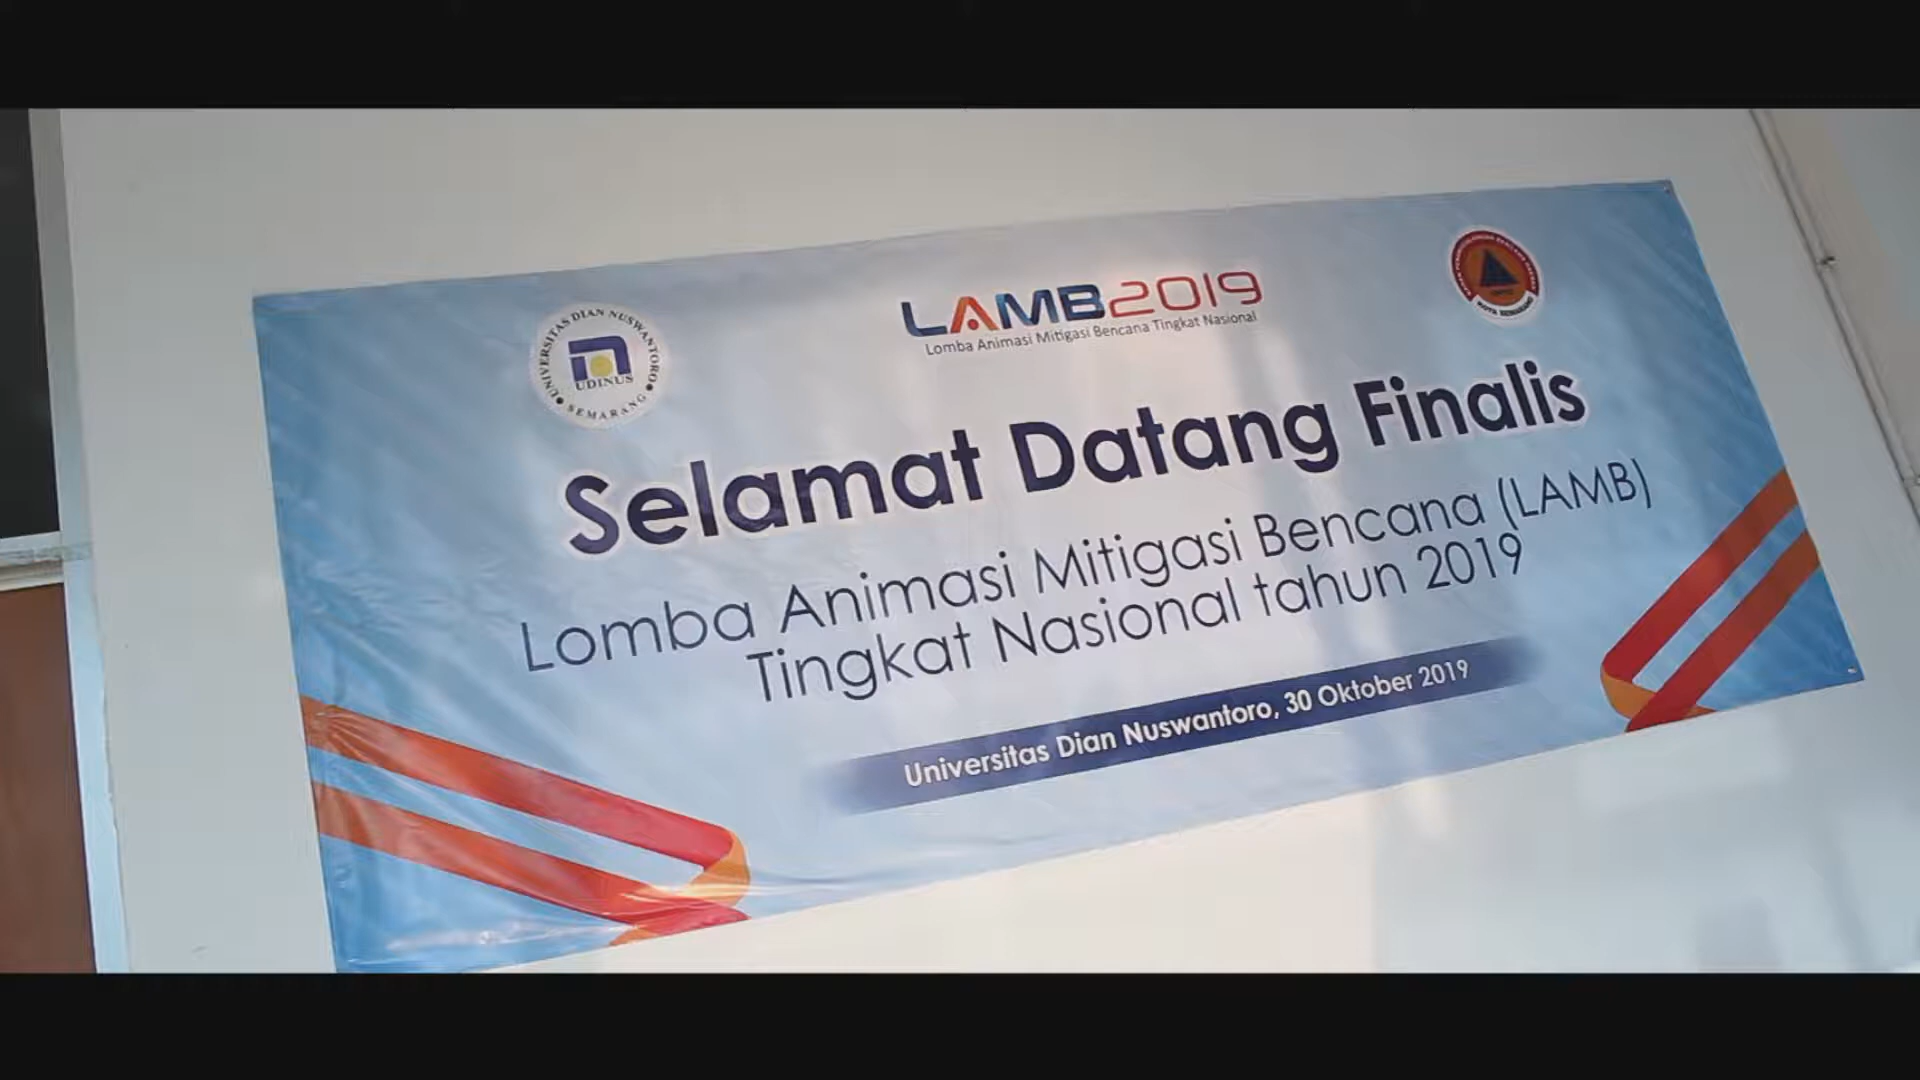 UNIVERSITAS DIAN NUSWANTORO
UDINUS
SEMARANG
LAMB2019
Lomba Animasi Mitigasi Bencana Tingkat Nasional
Selamat Datang Finalis
Lomba Animasi Mitigasi Bencana (LAMB)
Tingkat Nasional tahun 2019
Universitas Dian Nuswantoro, 30 Oktober 2019